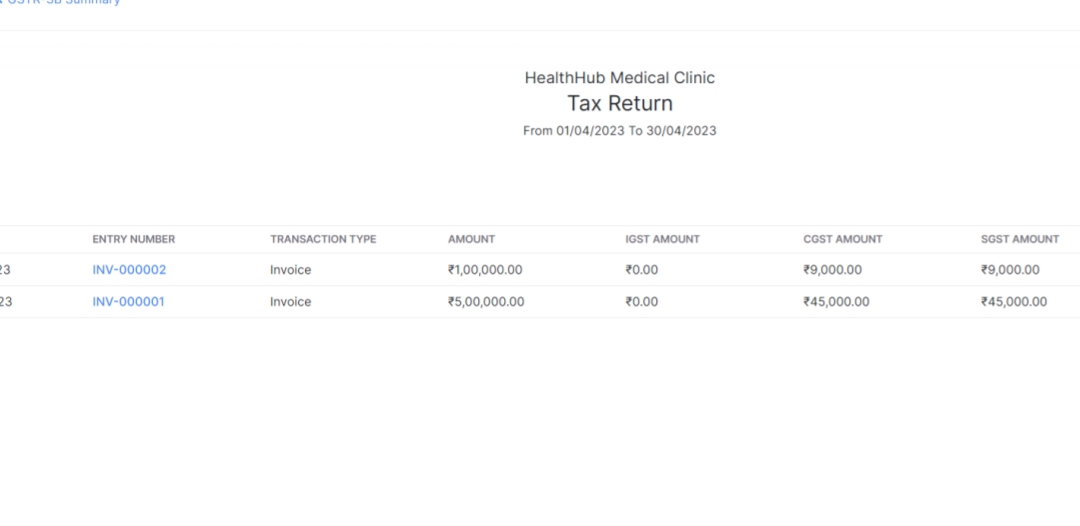 GSTR-3B Summary
HealthHub Medical Clinic
Tax Return
From 01/04/2023 To 30/04/2023
ENTRY NUMBER TRANSACTION TYPE AMOUNT IGST AMOUNT CGST AMOUNT SGST AMOUNT
23 INV-000002 Invoice ₹1,00,000.00 ₹0.00 ₹9,000.00 ₹9,000.00
23 INV-000001 Invoice ₹5,00,000.00 ₹0.00 ₹45,000.00 ₹45,000.00